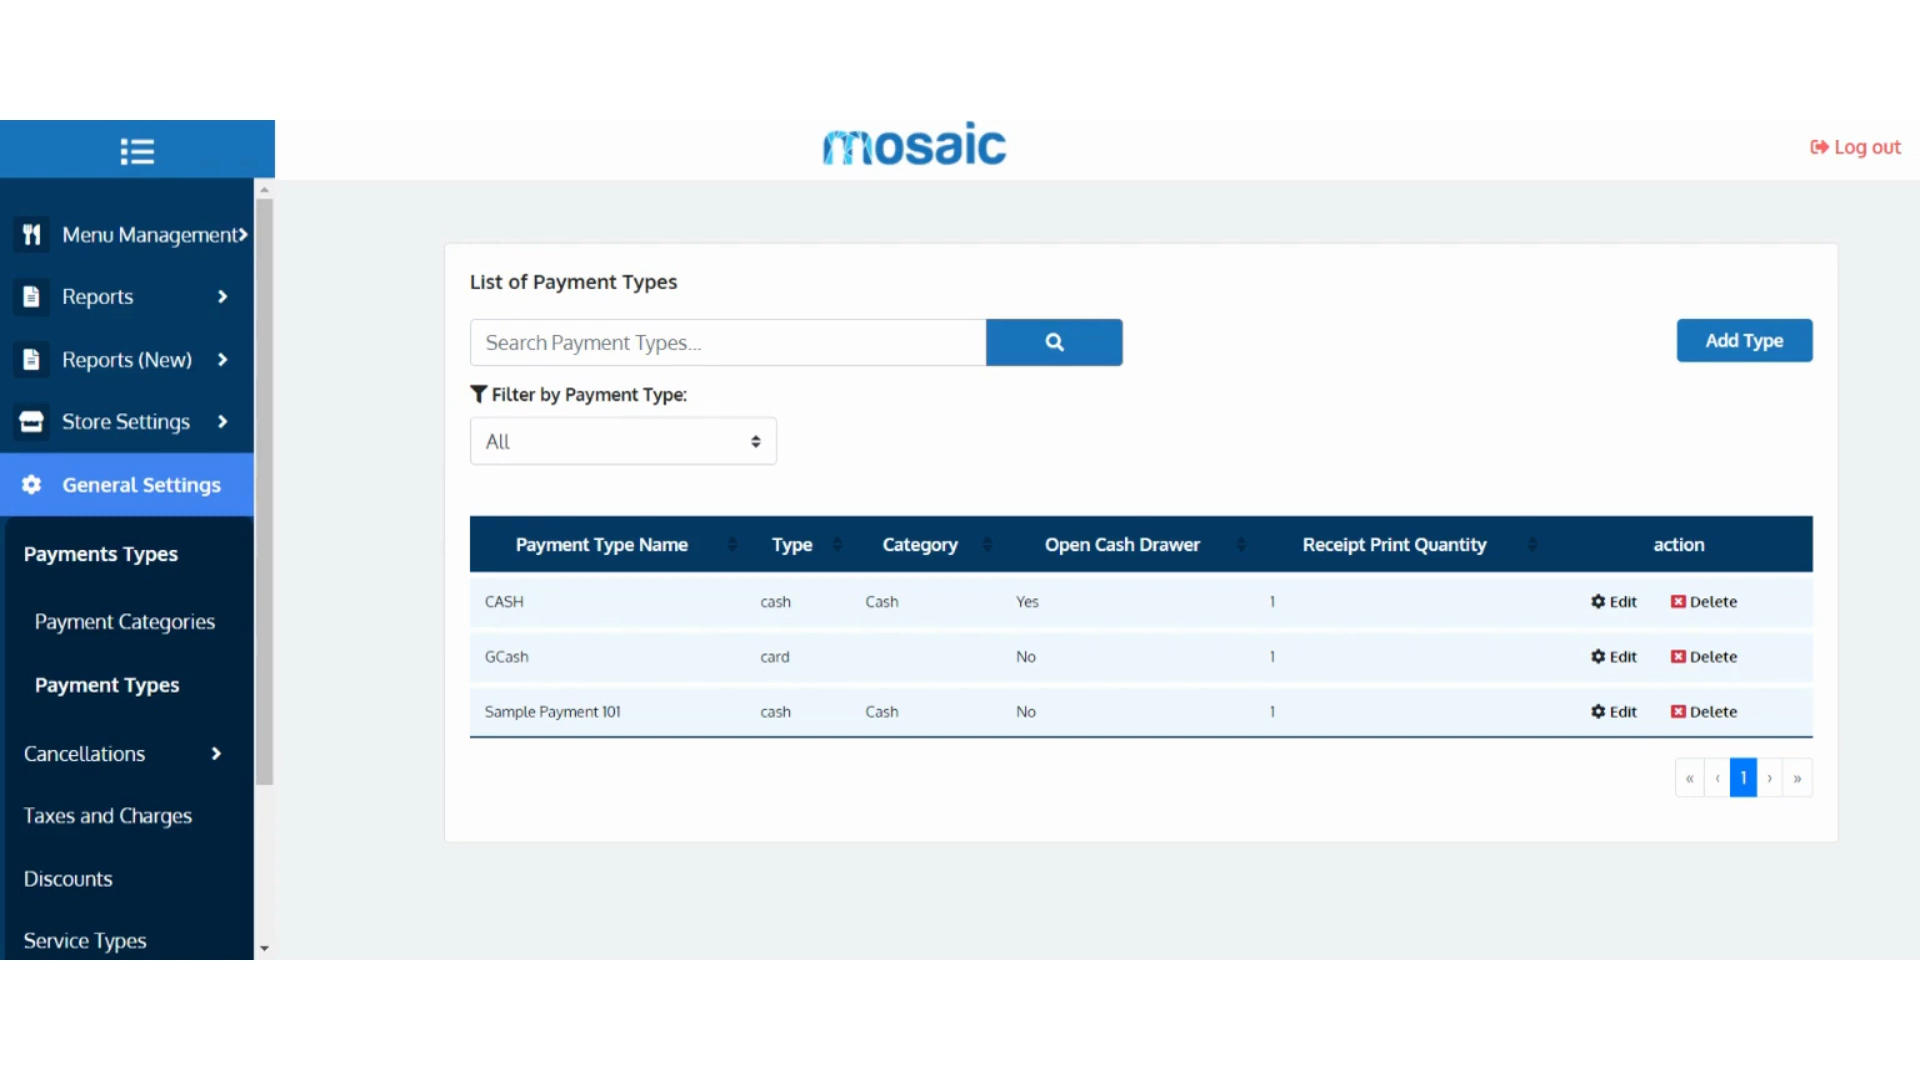 mosaic
Log out
Menu Management
Reports
Reports (New)
Store Settings
General Settings
Payments Types
Payment Categories
Payment Types
Cancellations
Taxes and Charges
Discounts
Service Types
List of Payment Types
Search Payment Types...
Add Type
Filter by Payment Type:
All
Payment Type Name Type Category Open Cash Drawer Receipt Print Quantity action
CASH cash Cash Yes 1 Edit Delete
GCash card No 1 Edit Delete
Sample Payment 101 cash Cash No 1 Edit Delete
« ‹ 1 › »